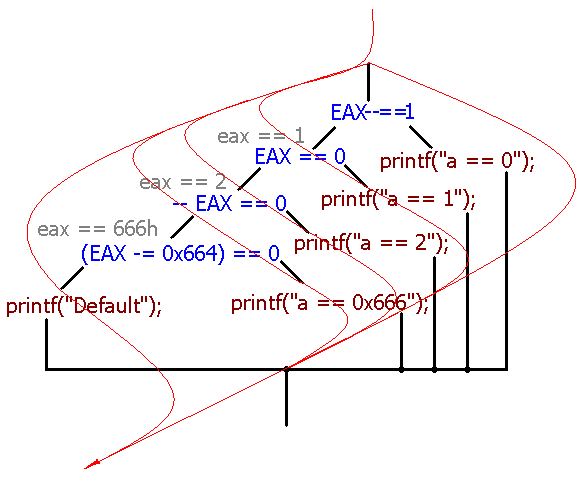 EAX --==1
eax == 1
EAX == 0
printf("a == 0");
eax == 2
-- EAX == 0
printf("a == 1");
eax == 666h
(EAX -= 0x664) == 0
printf("a == 2");
printf("Default");
printf("a == 0x666");